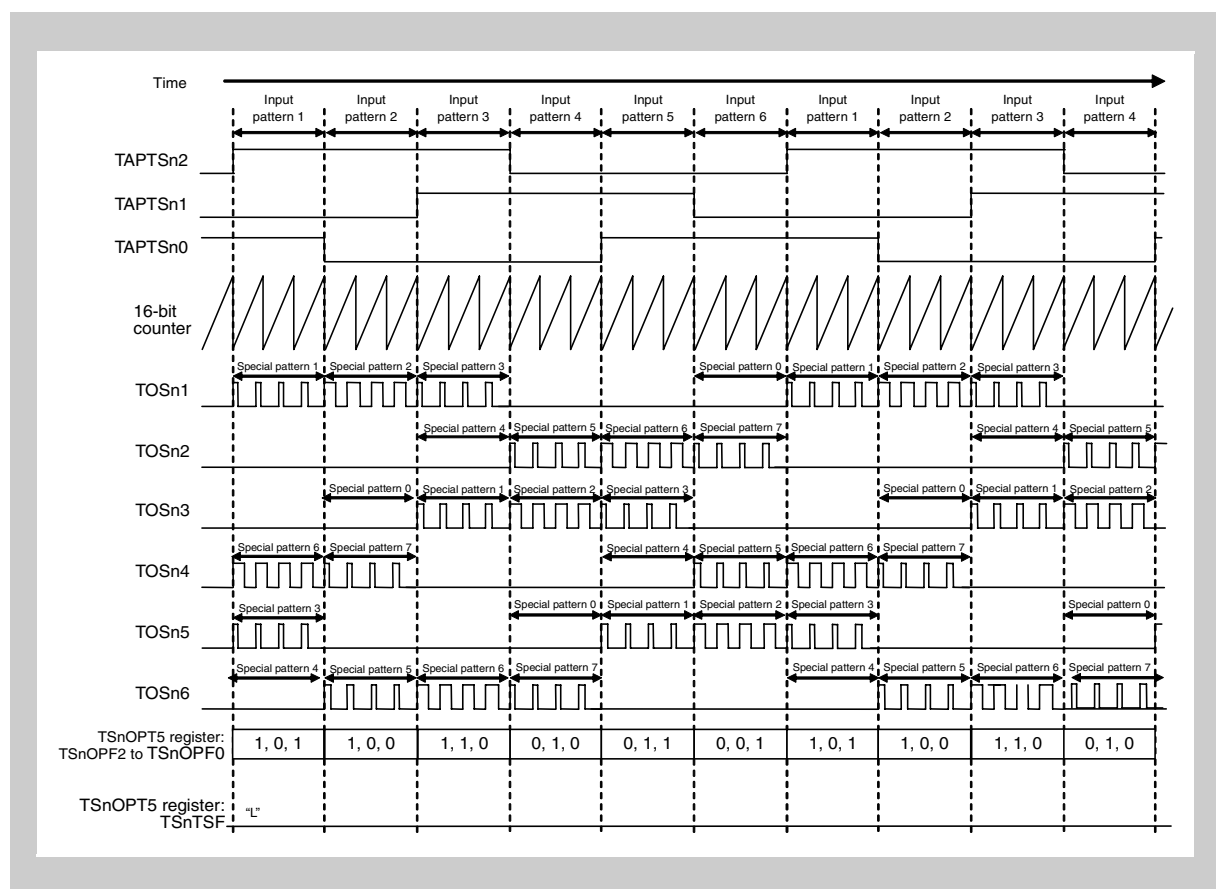 Time
Input pattern 1
Input pattern 2
Input pattern 3
Input pattern 4
Input pattern 5
Input pattern 6
Input pattern 1
Input pattern 2
Input pattern 3
Input pattern 4
TAPTSn2
TAPTSn1
TAPTSn0
16-bit
counter
Special pattern 1 Special pattern 2 Special pattern 3 Special pattern 0 Special pattern 1 Special pattern 2 Special pattern 3
TOSn1
Special pattern 4 Special pattern 5 Special pattern 6 Special pattern 7 Special pattern 4 Special pattern 5
TOSn2
Special pattern 0 Special pattern 1 Special pattern 2 Special pattern 3 Special pattern 0 Special pattern 1 Special pattern 2
TOSn3
Special pattern 6 Special pattern 7 Special pattern 4 Special pattern 5 Special pattern 6 Special pattern 7
TOSn4
Special pattern 3 Special pattern 0 Special pattern 1 Special pattern 2 Special pattern 3 Special pattern 0
TOSn5
Special pattern 4 Special pattern 5 Special pattern 6 Special pattern 7 Special pattern 4 Special pattern 5 Special pattern 6 Special pattern 7
TOSn6
TSnOPT5 register:
TSnOPF2 to TSnOPF0
1, 0, 1 1, 0, 0 1, 1, 0 0, 1, 0 0, 1, 1 0, 0, 1 1, 0, 1 1, 0, 0 1, 1, 0 0, 1, 0
TSnOPT5 register:
TSnTSF
“L”